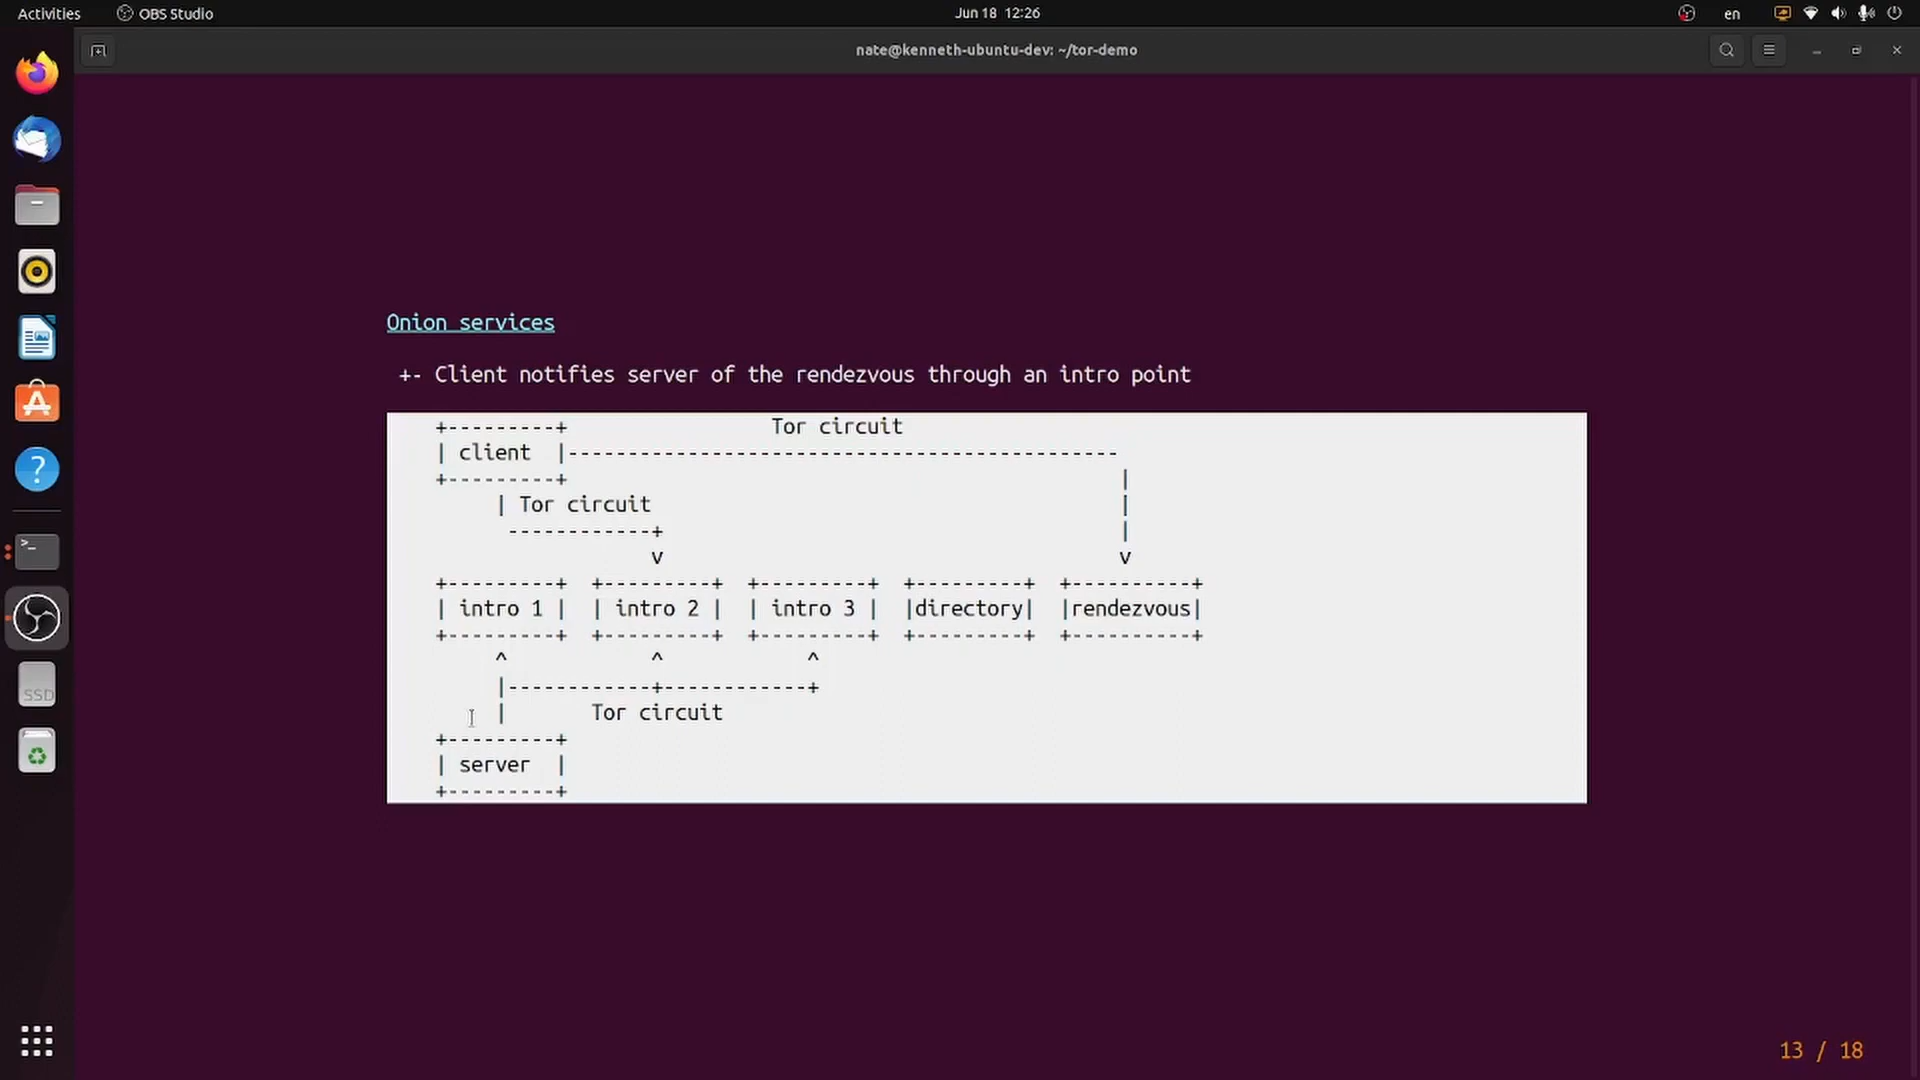 Activities OBS Studio Jun 18 12:26 en
nate@kenneth-ubuntu-dev: ~/tor-demo
Onion services
+- Client notifies server of the rendezvous through an intro point
+---------+                 Tor circuit
| client  |----------------------------------------------
+---------+                                              |
     | Tor circuit                                       |
      ------------+                                      |
                  v                                      v
+---------+  +---------+  +---------+  +---------+  +----------+
| intro 1 |  | intro 2 |  | intro 3 |  |directory|  |rendezvous|
+---------+  +---------+  +---------+  +---------+  +----------+
     ^            ^            ^
     |------------+------------+
     |       Tor circuit
+---------+
| server  |
+---------+
SSD
13 / 18